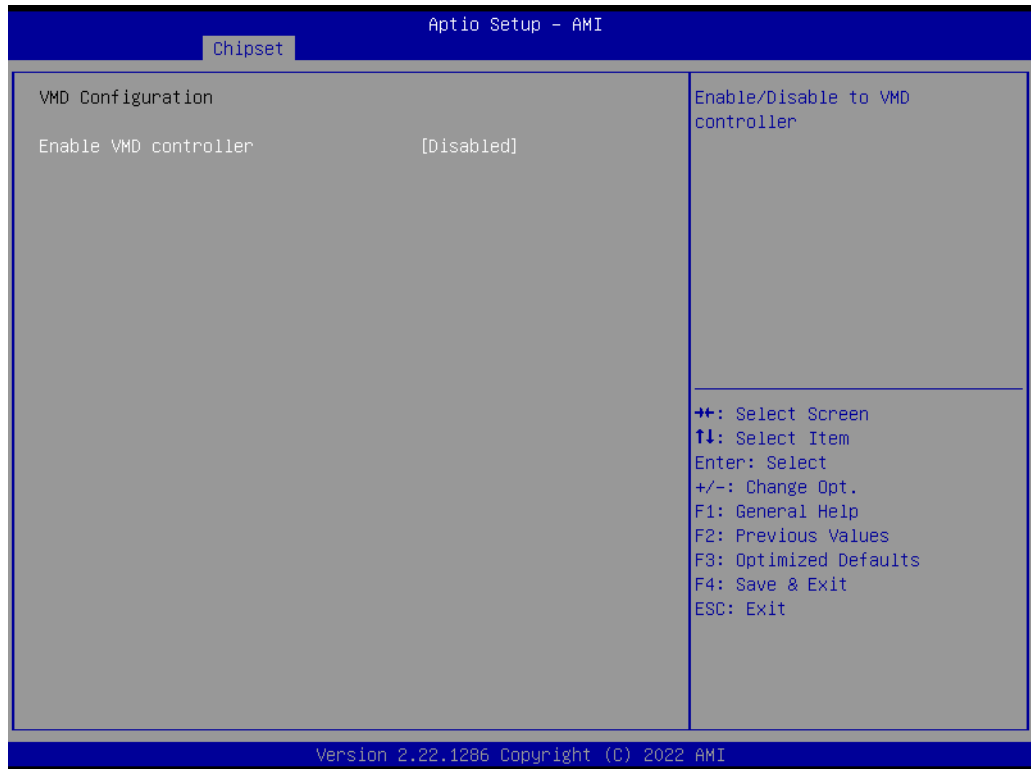 Aptio Setup – AMI
Chipset
VMD Configuration
Enable VMD controller [Disabled]
Enable/Disable to VMD
controller
→←: Select Screen
↑↓: Select Item
Enter: Select
+/-: Change Opt.
F1: General Help
F2: Previous Values
F3: Optimized Defaults
F4: Save & Exit
ESC: Exit
Version 2.22.1286 Copyright (C) 2022 AMI